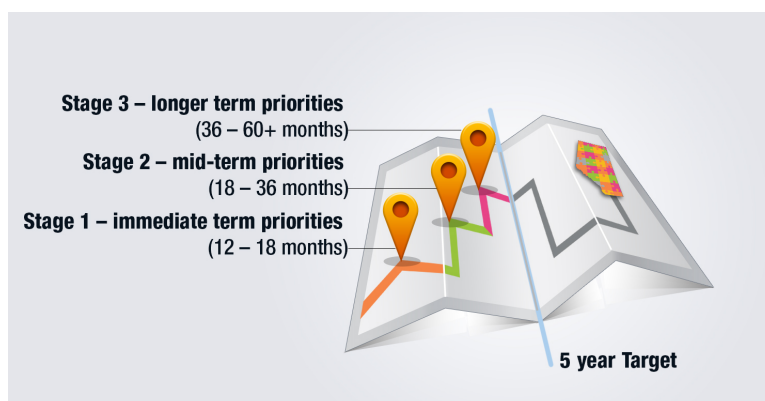 Stage 3 – longer term priorities
(36 – 60+ months)
Stage 2 – mid-term priorities
(18 – 36 months)
Stage 1 – immediate term priorities
(12 – 18 months)
5 year Target